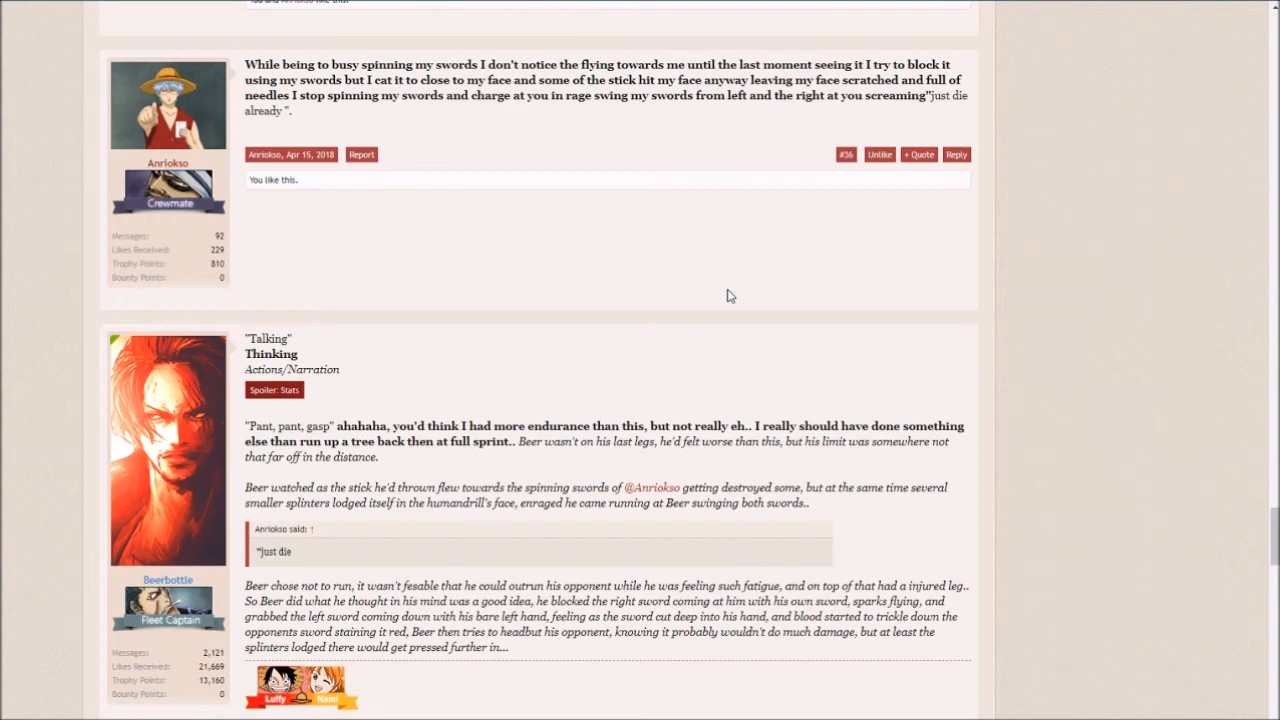 While being to busy spinning my swords I don't notice the flying towards me until the last moment seeing it I try to block it
using my swords but I cat it to close to my face and some of the stick hit my face anyway leaving my face scratched and full of
needles I stop spinning my swords and charge at you in rage swing my swords from left and the right at you screaming"just die
already ".
Anriokso
Crewmate
Messages: 92
Likes Received: 229
Trophy Points: 810
Bounty Points: 0
Anriokso, Apr 15, 2018 Report #36 Unlike + Quote Reply
You like this.
"Talking"
Thinking
Actions/Narration
Spoiler: Stats
"Pant, pant, gasp" ahahaha, you'd think I had more endurance than this, but not really eh.. I really should have done something
else than run up a tree back then at full sprint.. Beer wasn't on his last legs, he'd felt worse than this, but his limit was somewhere not
that far off in the distance.
Beer watched as the stick he'd thrown flew towards the spinning swords of @Anriokso getting destroyed some, but at the same time several
smaller splinters lodged itself in the humandrill's face, enraged he came running at Beer swinging both swords..
Anriokso said: ↑
"just die
Beer chose not to run, it wasn't fesable that he could outrun his opponent while he was feeling such fatigue, and on top of that had a injured leg..
So Beer did what he thought in his mind was a good idea, he blocked the right sword coming at him with his own sword, sparks flying, and
grabbed the left sword coming down with his bare left hand, feeling as the sword cut deep into his hand, and blood started to trickle down the
opponents sword staining it red, Beer then tries to headbut his opponent, knowing it probably wouldn't do much damage, but at least the
splinters lodged there would get pressed further in...
Beerbottle
Fleet Captain
Messages: 2,121
Likes Received: 21,669
Trophy Points: 13,160
Bounty Points: 0
Luffy Nami